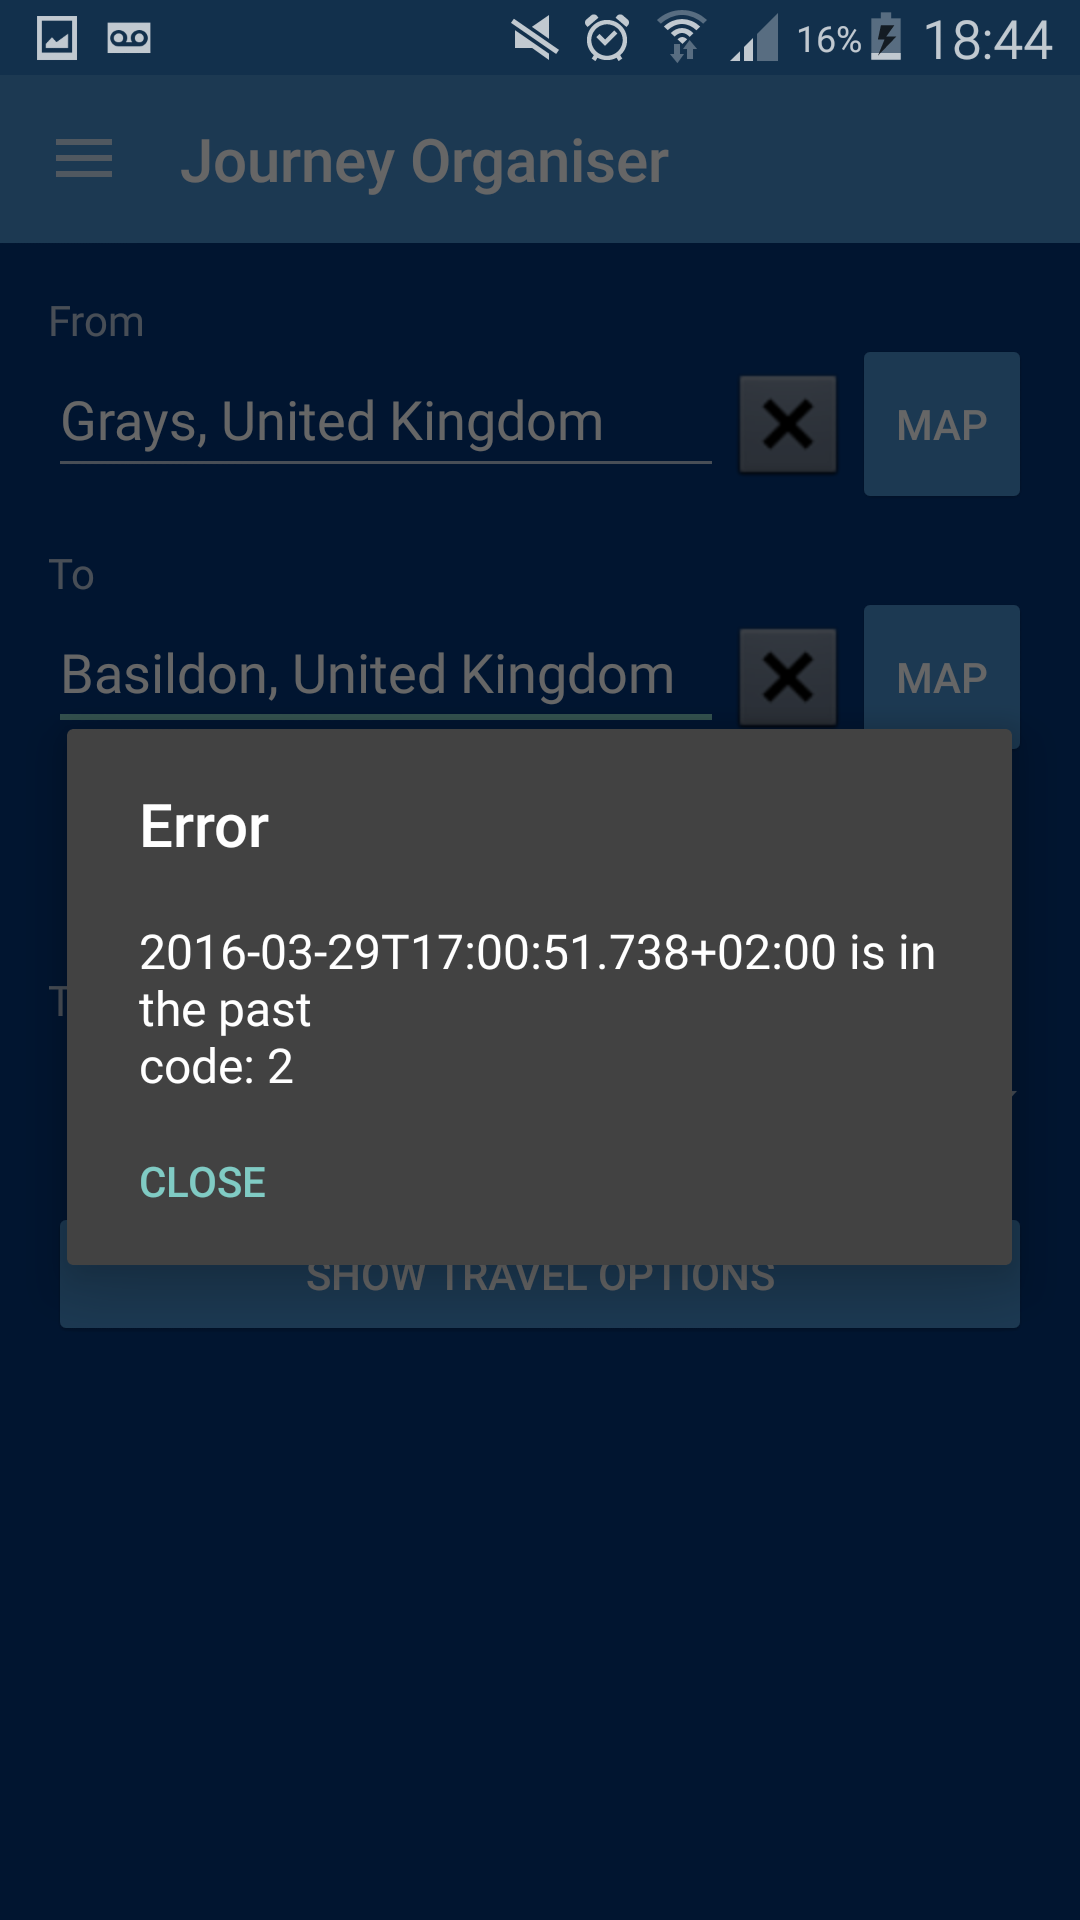 16% 18:44
Journey Organiser
From
Grays, United Kingdom
MAP
To
Basildon, United Kingdom
MAP
Error
2016-03-29T17:00:51.738+02:00 is in
the past
code: 2
CLOSE
SHOW TRAVEL OPTIONS